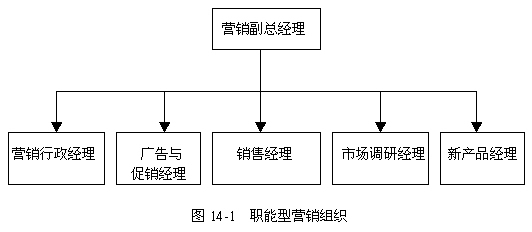 营销副总经理
营销行政经理
广告与
促销经理
销售经理
市场调研经理
新产品经理
图 14-1 职能型营销组织